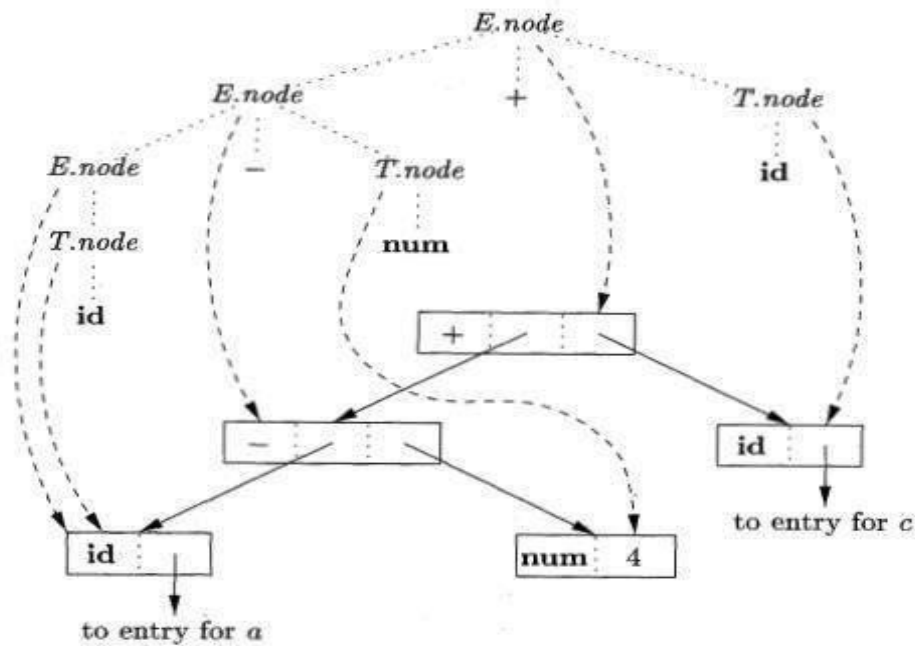 E.node
E.node + T.node
E.node − T.node id
T.node num
id
+
− id
to entry for c
id num 4
to entry for a